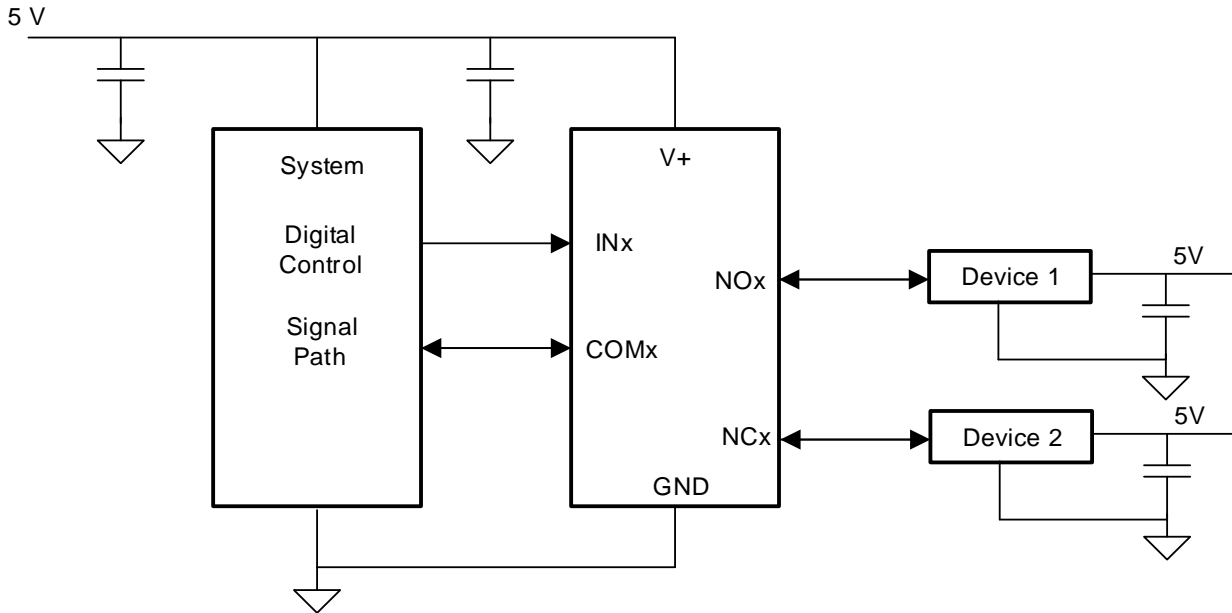 5 V
System
Digital
Control
Signal
Path
V+
INx
COMx
NOx
NCx
GND
Device 1
5V
Device 2
5V